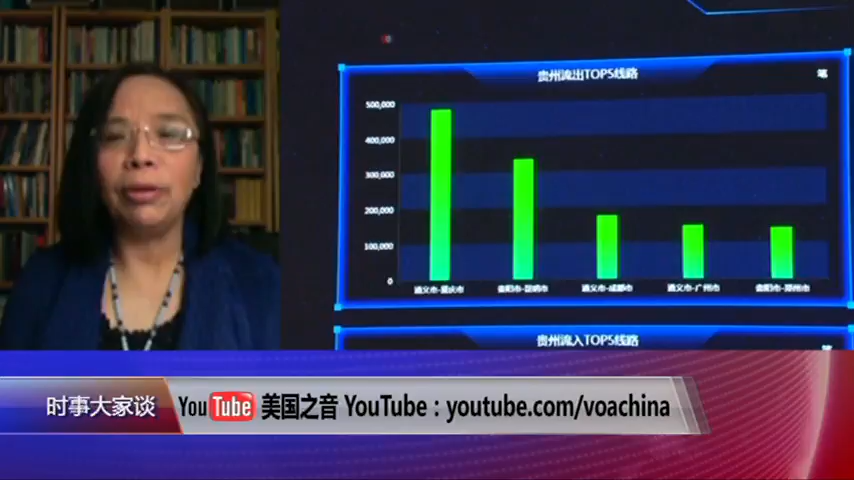 贵州流出TOP5线路
笔
500,000
400,000
300,000
200,000
100,000
0
遵义市-重庆市
贵阳市-昆明市
遵义市-成都市
遵义市-广州市
贵阳市-郑州市
贵州流入TOP5线路
时事大家谈
YouTube 美国之音 YouTube：youtube.com/voachina